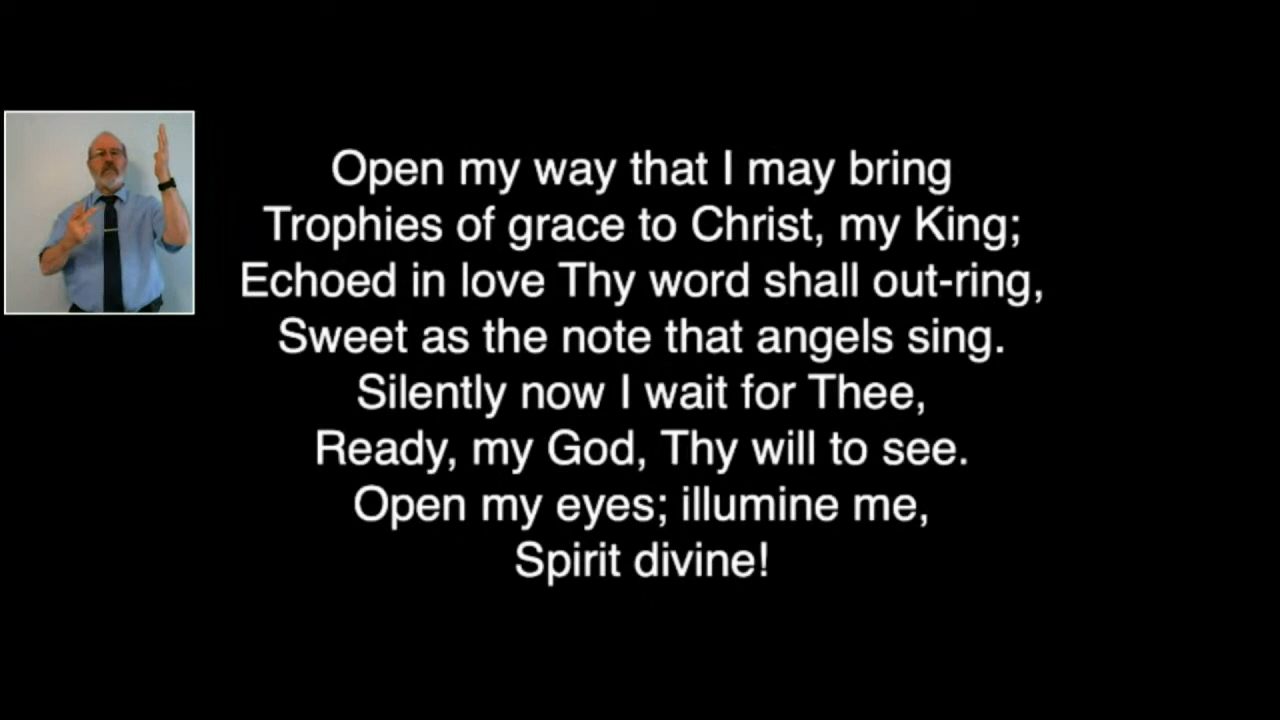 Open my way that I may bring
Trophies of grace to Christ, my King;
Echoed in love Thy word shall out-ring,
Sweet as the note that angels sing.
Silently now I wait for Thee,
Ready, my God, Thy will to see.
Open my eyes; illumine me,
Spirit divine!